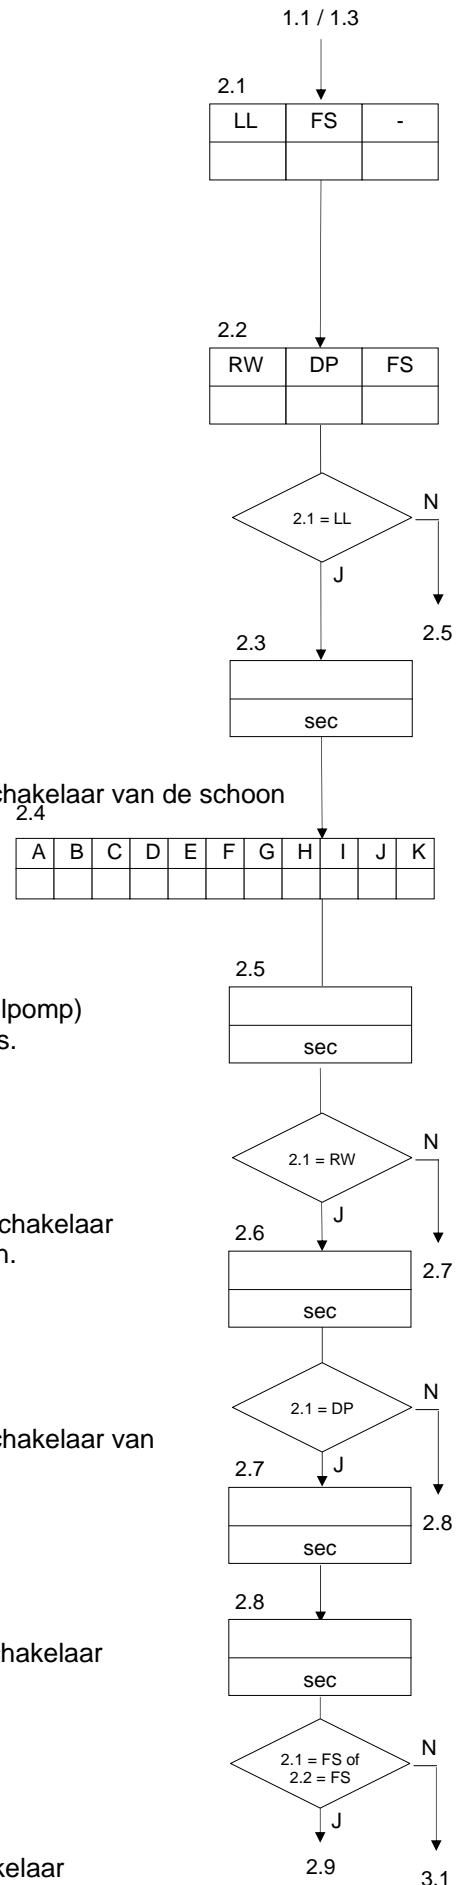 1.1 / 1.3
2.1
LL FS -
2.2
RW DP FS
2.1 = LL
N
J
2.5
2.3
sec
chakelaar van de schoon
2.4
A B C D E F G H I J K
2.5
lpomp)
s.
sec
2.1 = RW
N
J
chakelaar
n.
2.6
2.7
sec
2.1 = DP
N
J
chakelaar van
2.7
2.8
sec
2.8
hakelaar
sec
2.1 = FS of
2.2 = FS
N
J
2.9
kelaar
3.1